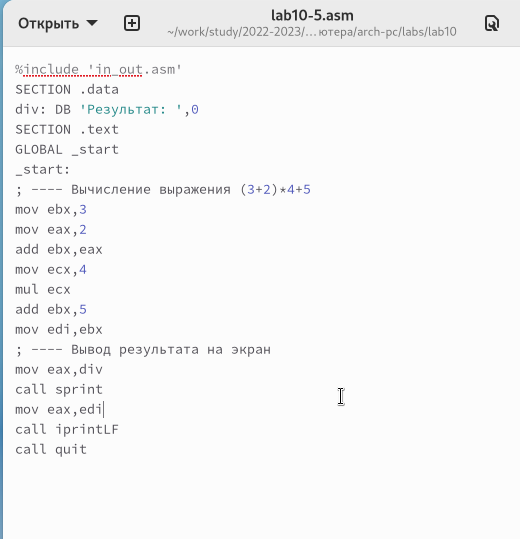 Открыть
lab10-5.asm
~/work/study/2022-2023/…ютера/arch-pc/labs/lab10
%include 'in_out.asm'
SECTION .data
div: DB 'Результат: ',0
SECTION .text
GLOBAL _start
_start:
; ---- Вычисление выражения (3+2)*4+5
mov ebx,3
mov eax,2
add ebx,eax
mov ecx,4
mul ecx
add ebx,5
mov edi,ebx
; ---- Вывод результата на экран
mov eax,div
call sprint
mov eax,edi
call iprintLF
call quit